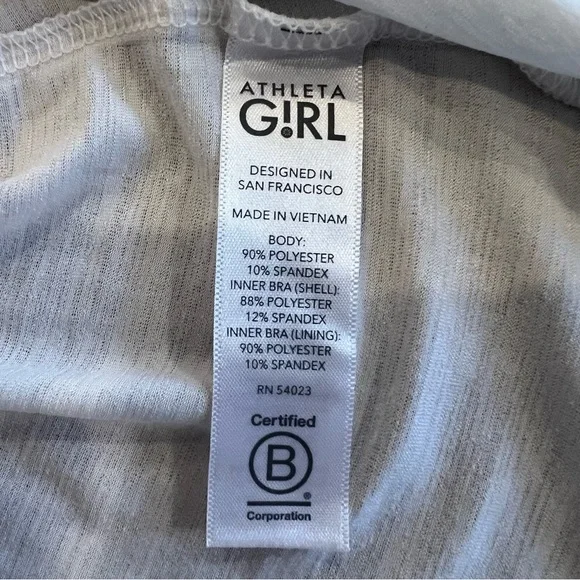 ATHLETA
G!RL
DESIGNED IN
SAN FRANCISCO
MADE IN VIETNAM
BODY:
90% POLYESTER
10% SPANDEX
INNER BRA (SHELL):
88% POLYESTER
12% SPANDEX
INNER BRA (LINING):
90% POLYESTER
10% SPANDEX
RN 54023
Certified
B
Corporation